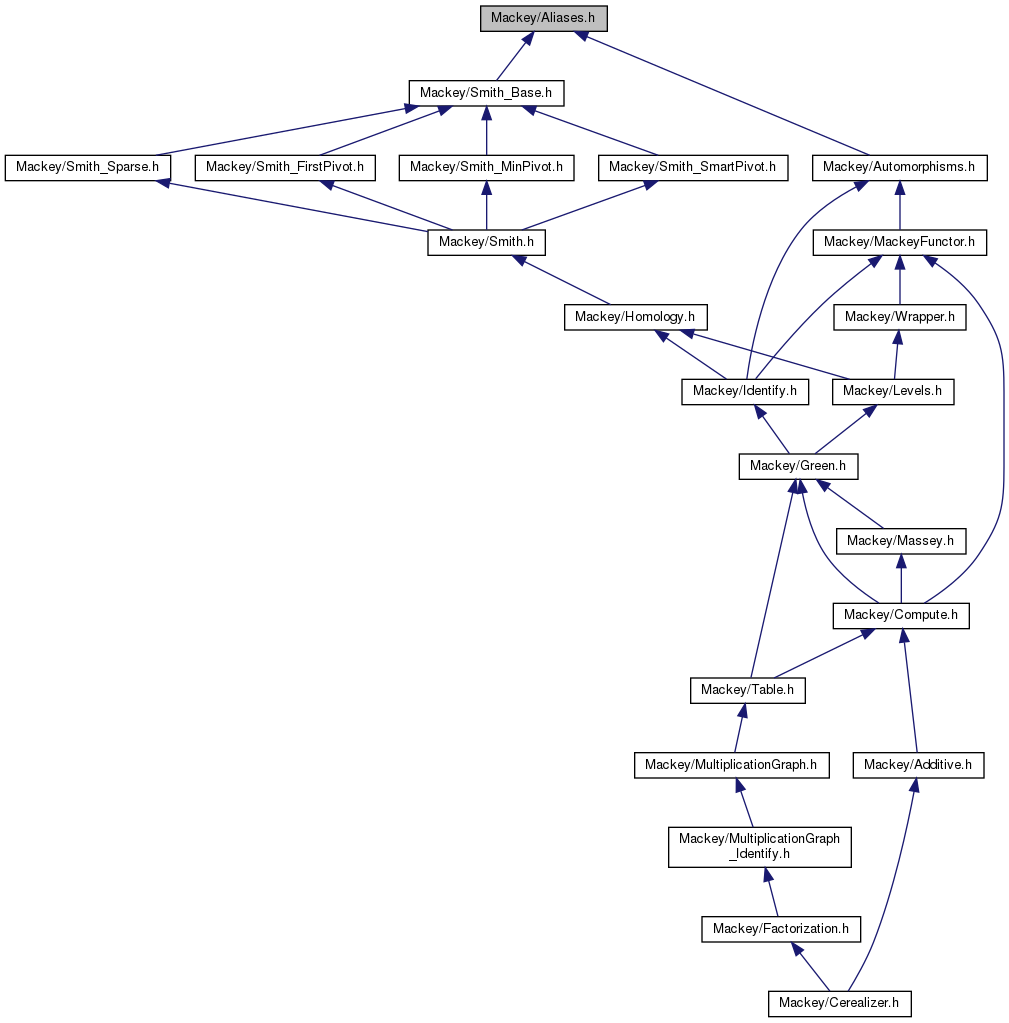 Mackey/Aliases.h
Mackey/Smith_Base.h
Mackey/Smith_Sparse.h
Mackey/Smith_FirstPivot.h
Mackey/Smith_MinPivot.h
Mackey/Smith_SmartPivot.h
Mackey/Automorphisms.h
Mackey/Smith.h
Mackey/MackeyFunctor.h
Mackey/Homology.h
Mackey/Wrapper.h
Mackey/Identify.h
Mackey/Levels.h
Mackey/Green.h
Mackey/Massey.h
Mackey/Compute.h
Mackey/Table.h
Mackey/MultiplicationGraph.h
Mackey/Additive.h
Mackey/MultiplicationGraph
_Identify.h
Mackey/Factorization.h
Mackey/Cerealizer.h